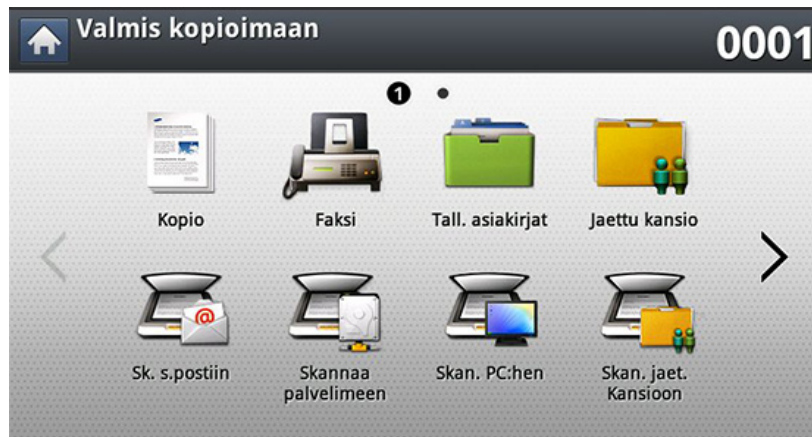 Valmis kopioimaan
0001
1
Kopio
Faksi
Tall. asiakirjat
Jaettu kansio
@
Sk. s.postiin
Skannaa
palvelimeen
Skan. PC:hen
Skan. jaet.
Kansioon